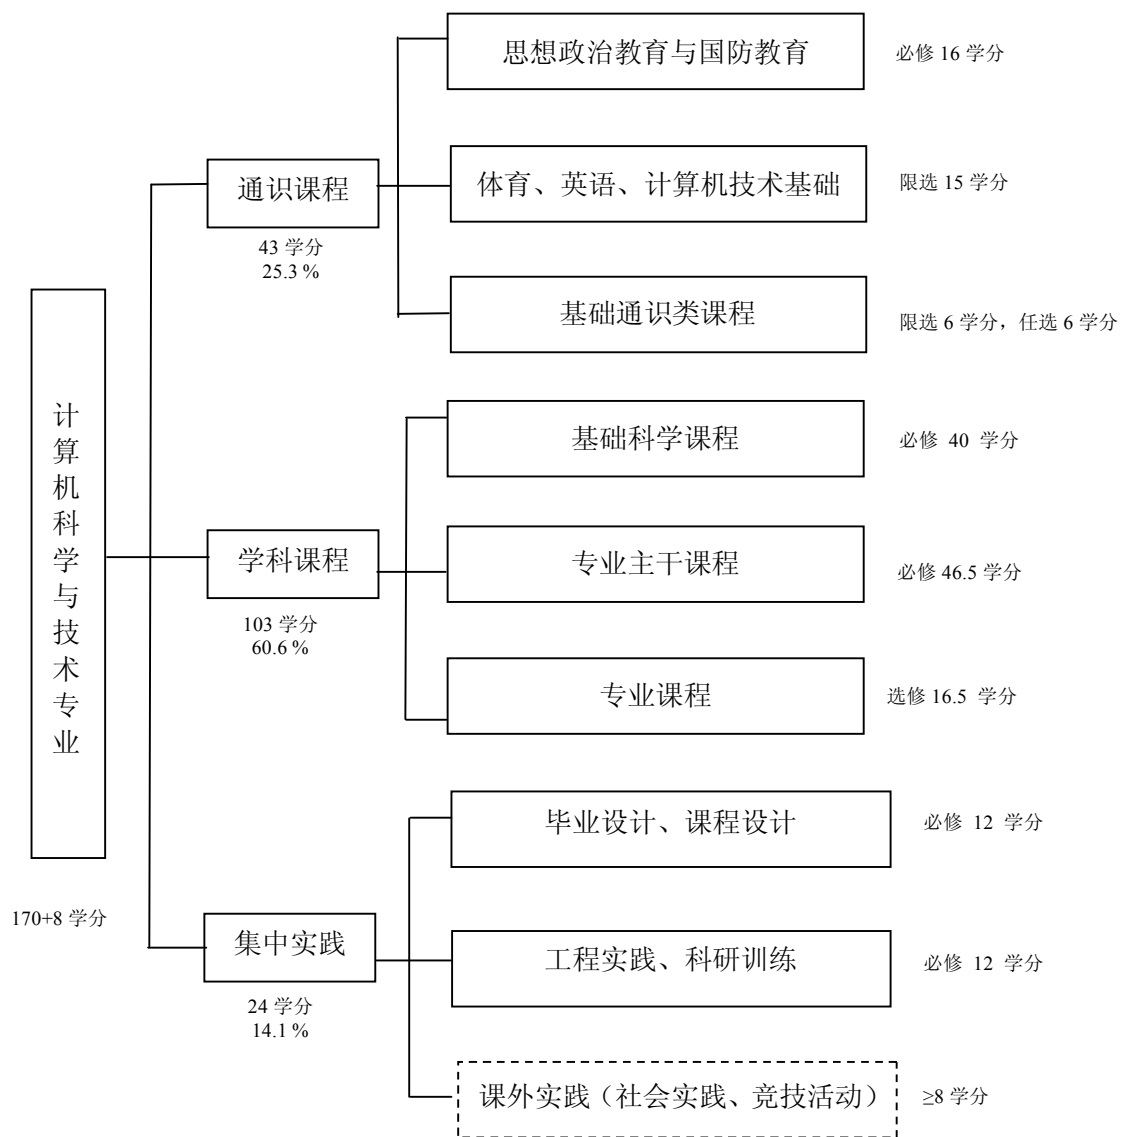 思想政治教育与国防教育
必修 16 学分
通识课程
43 学分
25.3 %
体育、英语、计算机技术基础
限选 15 学分
基础通识类课程
限选 6 学分，任选 6 学分
计
算
机
科
学
与
技
术
专
业
170+8 学分
基础科学课程
必修 40 学分
学科课程
103 学分
60.6 %
专业主干课程
必修 46.5 学分
专业课程
选修 16.5 学分
毕业设计、课程设计
必修 12 学分
集中实践
24 学分
14.1 %
工程实践、科研训练
必修 12 学分
课外实践（社会实践、竞技活动）
≥8 学分